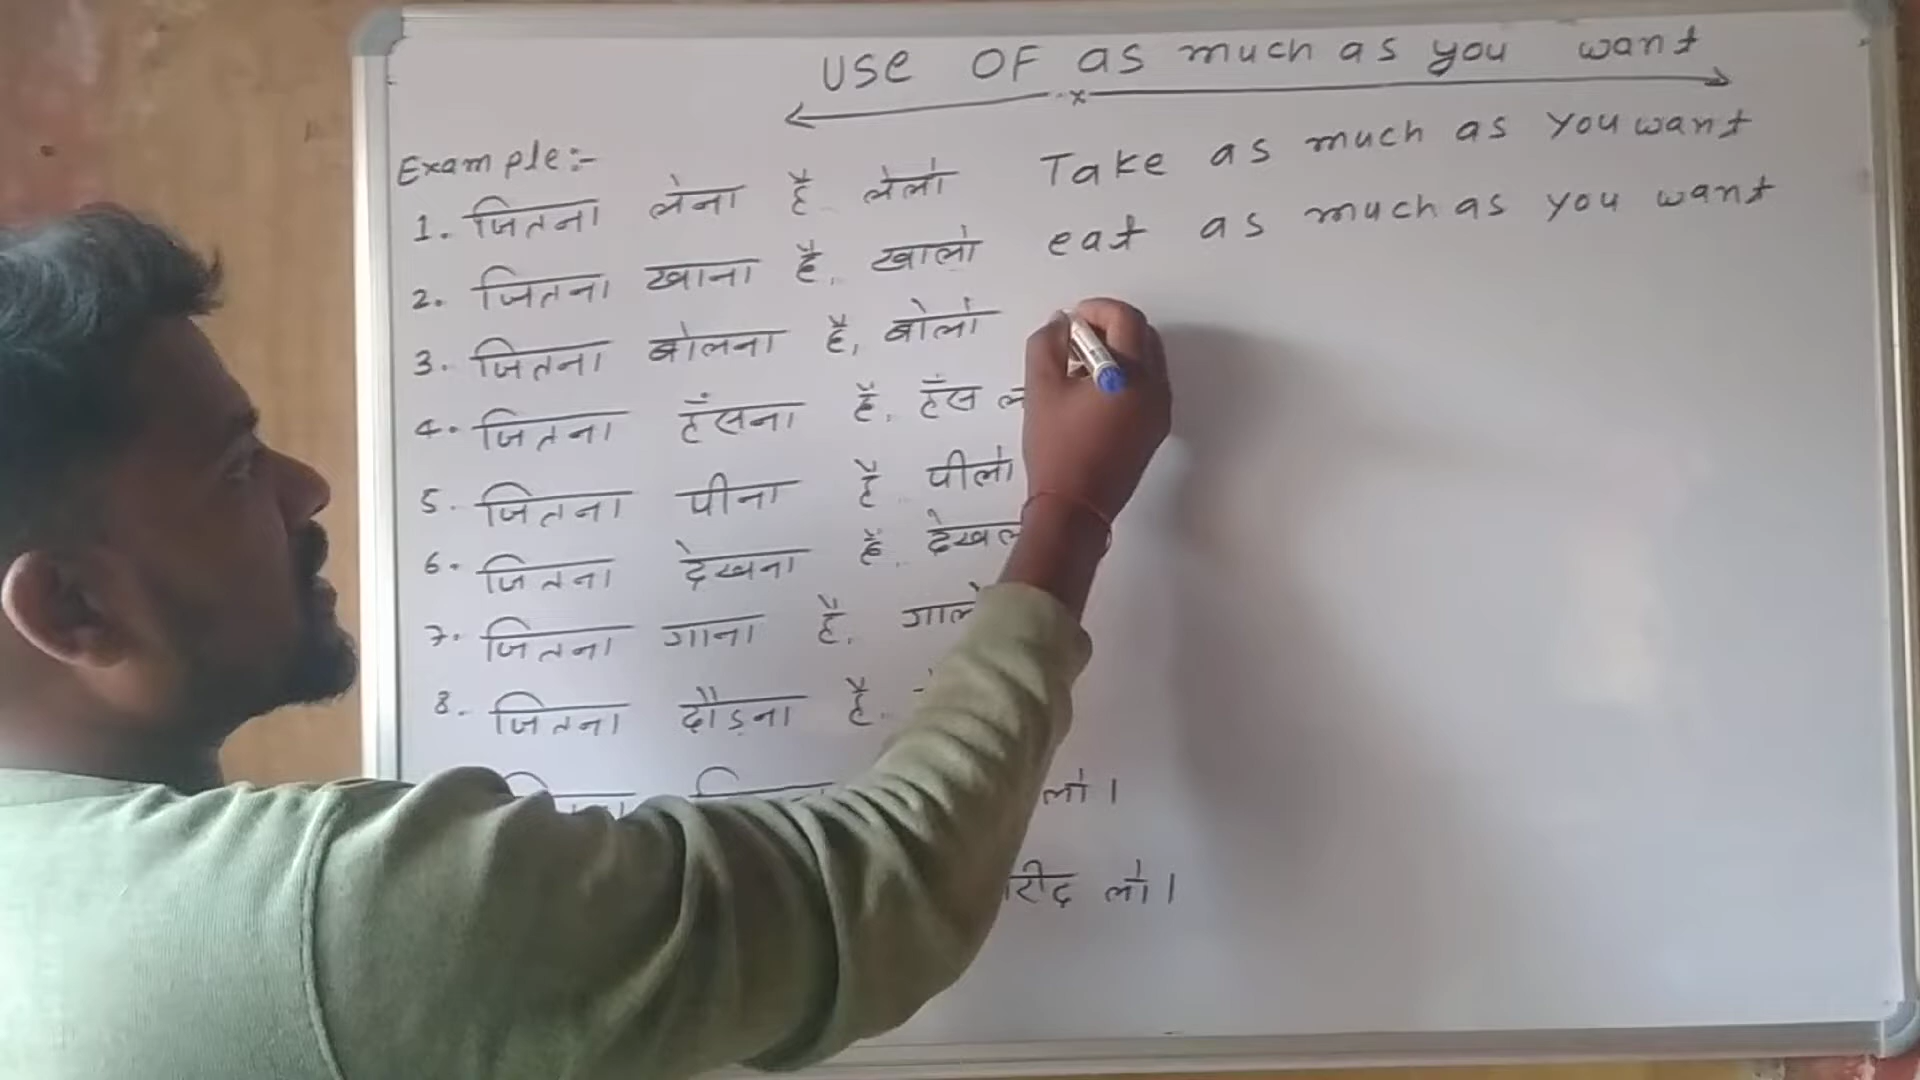 USE OF as much as you want
Example:-
1. जितना लेना है लेलो Take as much as you want
2. जितना खाना है, खालो eat as much as you want
3. जितना बोलना है, बोलो
4. जितना हँसना है, हँस
5. जितना पीना है पीलो
6. जितना देखना है,
7. जितना गाना है,
8. जितना दौड़ना है,
लो।
लो।